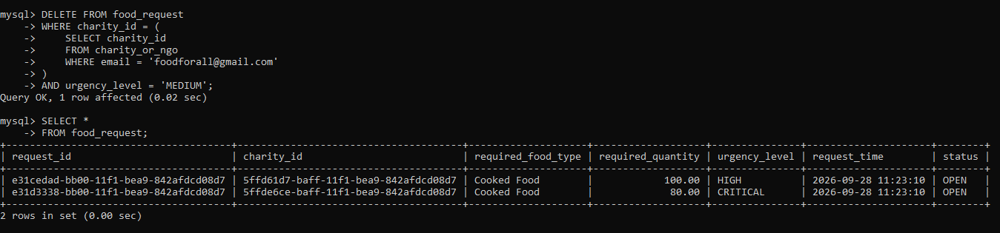 mysql> DELETE FROM food_request
    -> WHERE charity_id = (
    ->     SELECT charity_id
    ->     FROM charity_or_ngo
    ->     WHERE email = 'foodforall@gmail.com'
    -> )
    -> AND urgency_level = 'MEDIUM';
Query OK, 1 row affected (0.02 sec)

mysql> SELECT *
    -> FROM food_request;
+--------------------------------------+--------------------------------------+--------------------+-------------------+---------------+---------------------+--------+
| request_id                           | charity_id                           | required_food_type | required_quantity | urgency_level | request_time        | status |
+--------------------------------------+--------------------------------------+--------------------+-------------------+---------------+---------------------+--------+
| e31cedad-bb00-11f1-bea9-842afdcd08d7 | 5ffd61d7-baff-11f1-bea9-842afdcd08d7 | Cooked Food        |            100.00 | HIGH          | 2026-09-28 11:23:10 | OPEN   |
| e31d3338-bb00-11f1-bea9-842afdcd08d7 | 5ffde6ce-baff-11f1-bea9-842afdcd08d7 | Cooked Food        |             80.00 | CRITICAL      | 2026-09-28 11:23:10 | OPEN   |
+--------------------------------------+--------------------------------------+--------------------+-------------------+---------------+---------------------+--------+
2 rows in set (0.00 sec)